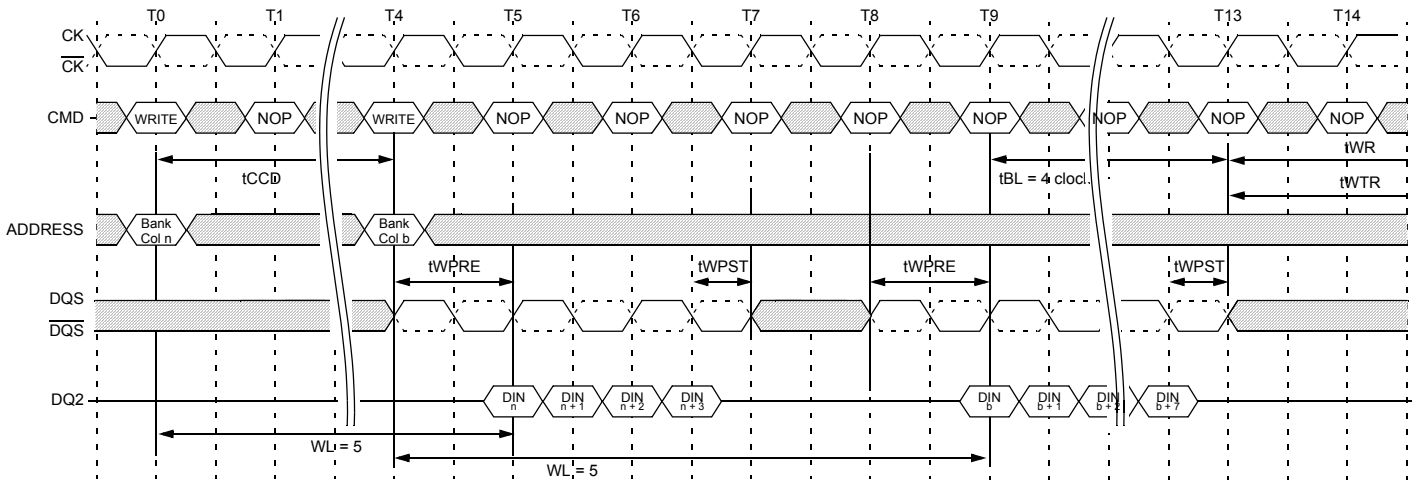 T0 T1 T4 T5 T6 T7 T8 T9 T13 T14
CK
CK
CMD WRITE NOP WRITE NOP NOP NOP NOP NOP NOP NOP NOP
tCCD tBL = 4 cloc tWR
tWTR
ADDRESS Bank Col n Bank Col b
tWPRE tWPST tWPRE tWPST
DQS
DQS
DQ2 DIN n DIN n + 1 DIN n + 2 DIN n + 3 DIN b DIN b + 1 DIN b + 2 DIN b + 7
WL = 5
WL = 5